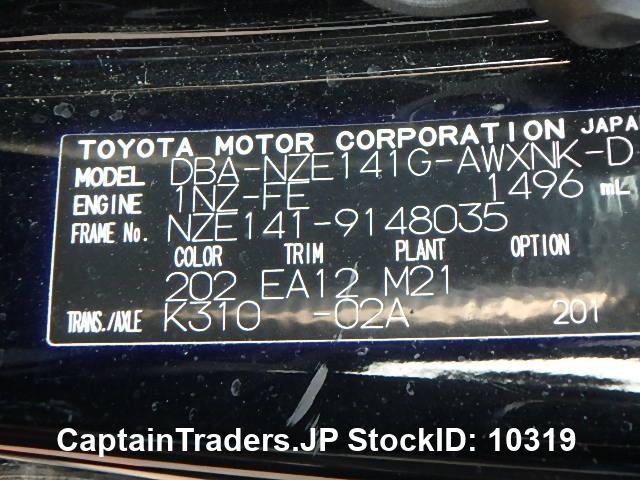 TOYOTA MOTOR CORPORATION JAPAN
MODEL DBA-NZE141G-AWXNK-D
ENGINE 1NZ-FE 1496 mL
FRAME No. NZE141-9148035
COLOR TRIM PLANT OPTION
202 EA12 M21
TRANS./AXLE K310 -02A 201
CaptainTraders.JP StockID: 10319